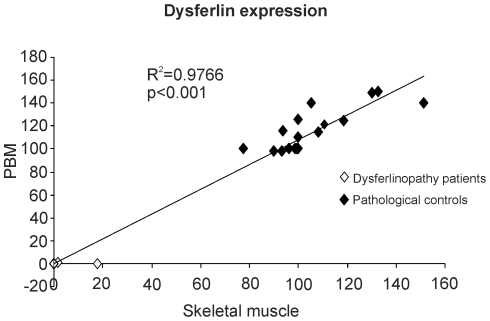 Dysferlin expression
R²=0.9766
p<0.001
PBM
180
160
140
120
100
80
60
40
20
0
-20
0 20 40 60 80 100 120 140 160
Skeletal muscle
Dysferlinopathy patients
Pathological controls